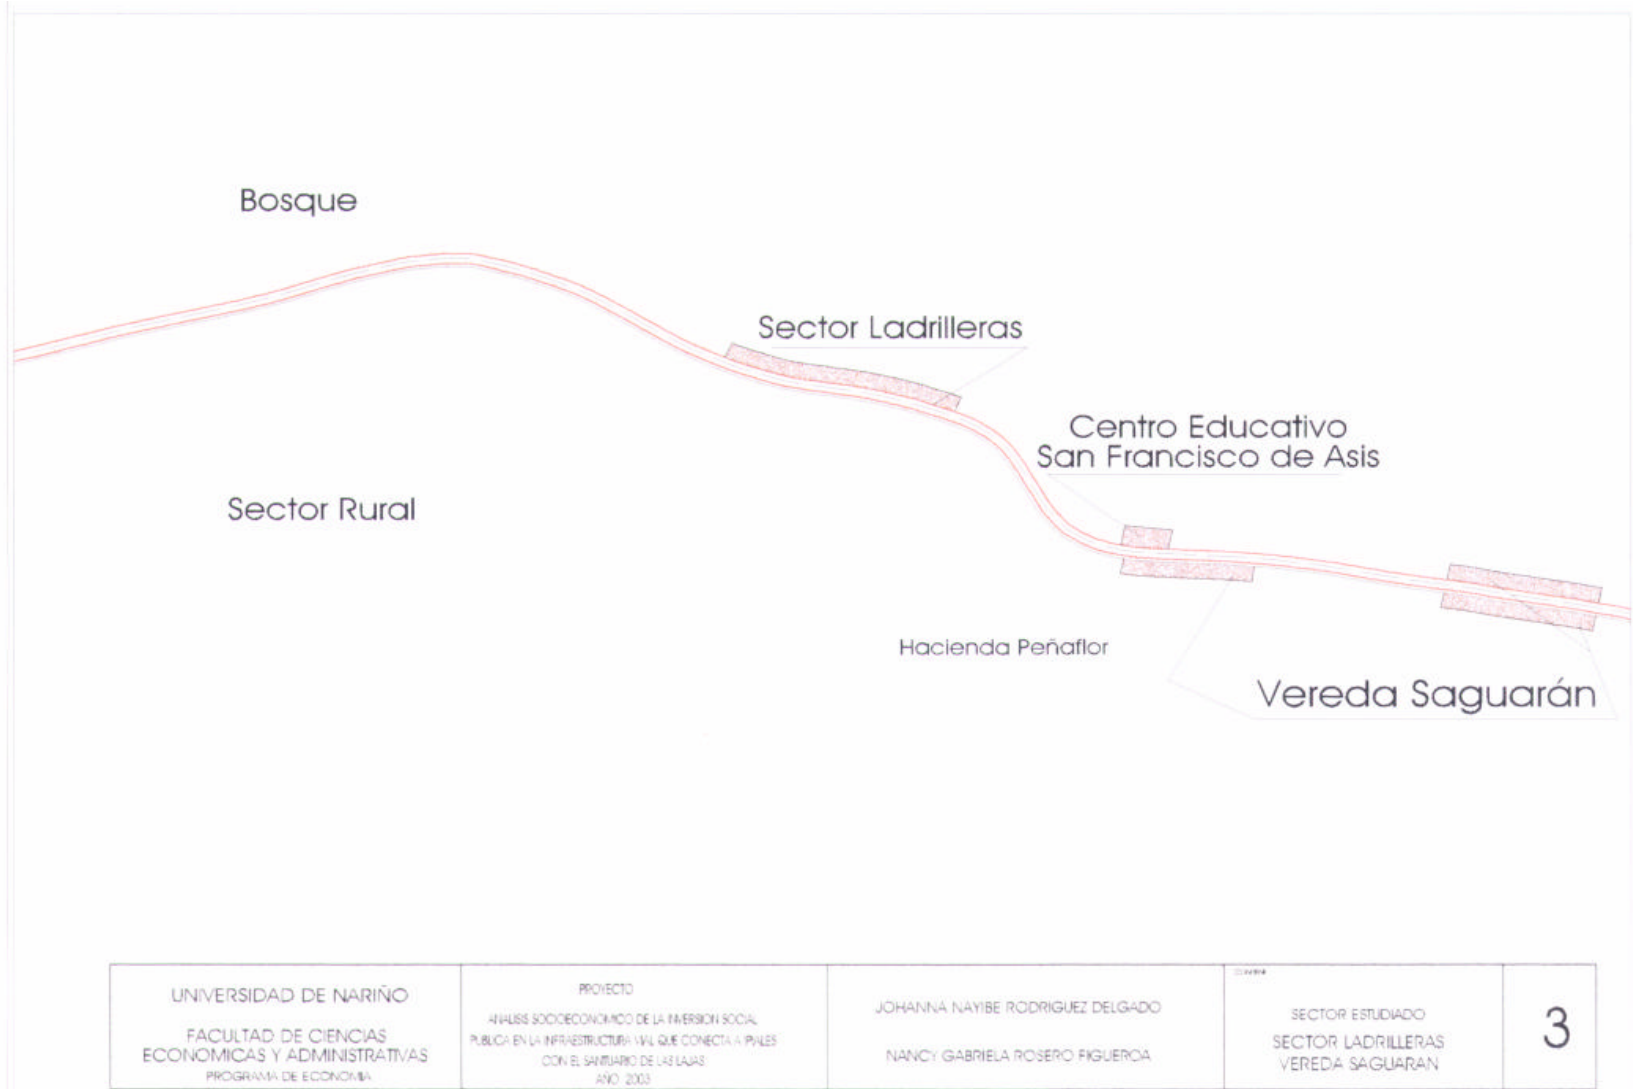 Bosque
Sector Ladrilleras
Centro Educativo
San Francisco de Asis
Sector Rural
Hacienda Peñaflor
Vereda Saguarán
UNIVERSIDAD DE NARIÑO
FACULTAD DE CIENCIAS
ECONOMICAS Y ADMINISTRATIVAS
PROGRAMA DE ECONOMIA
PROYECTO
ANALISIS SOCIOECONOMICO DE LA INVERSION SOCIAL
PUBLICA EN LA INFRAESTRUCTURA VIAL QUE CONECTA A IPIALES
CON EL SANTUARIO DE LAS LAJAS
AÑO 2003
JOHANNA NAYIBE RODRIGUEZ DELGADO
NANCY GABRIELA ROSERO FIGUEROA
SECTOR ESTUDIADO
SECTOR LADRILLERAS
VEREDA SAGUARAN
3